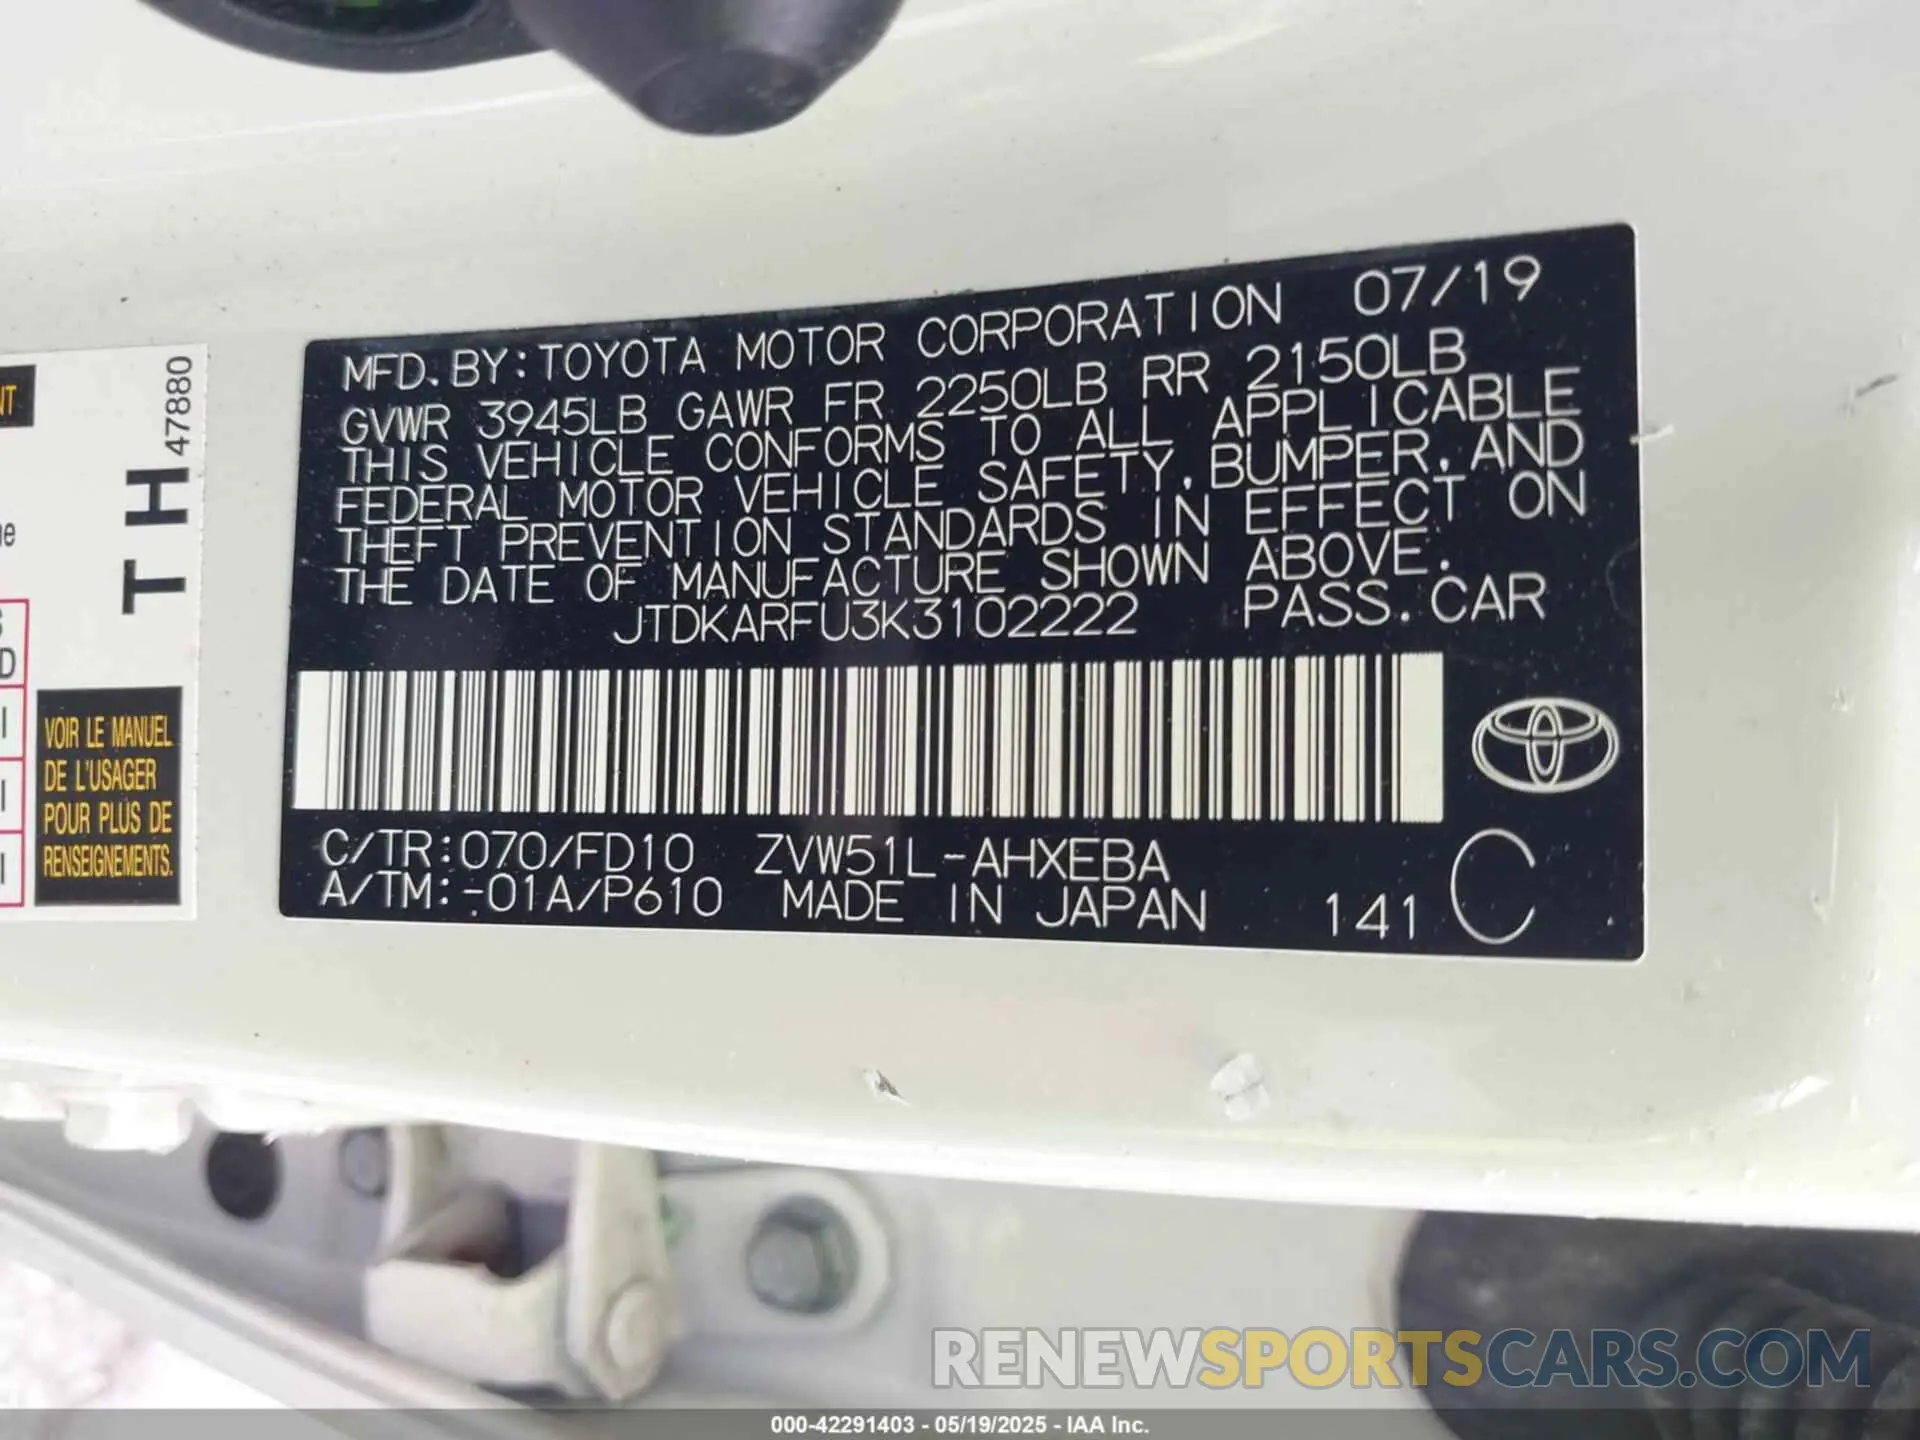 MFD.BY:TOYOTA MOTOR CORPORATION 07/19
GVWR 3945LB GAWR FR 2250LB RR 2150LB
THIS VEHICLE CONFORMS TO ALL APPLICABLE
FEDERAL MOTOR VEHICLE SAFETY,BUMPER,AND
THEFT PREVENTION STANDARDS IN EFFECT ON
THE DATE OF MANUFACTURE SHOWN ABOVE.
JTDKARFU3K3102222 PASS.CAR
C/TR:070/FD10 ZVW51L-AHXEBA
A/TM:-01A/P610 MADE IN JAPAN 141 C
TH 47880
VOIR LE MANUEL
DE L'USAGER
POUR PLUS DE
RENSEIGNEMENTS.
RENEWSPORTSCARS.COM
000-42291403 - 05/19/2025 - IAA Inc.